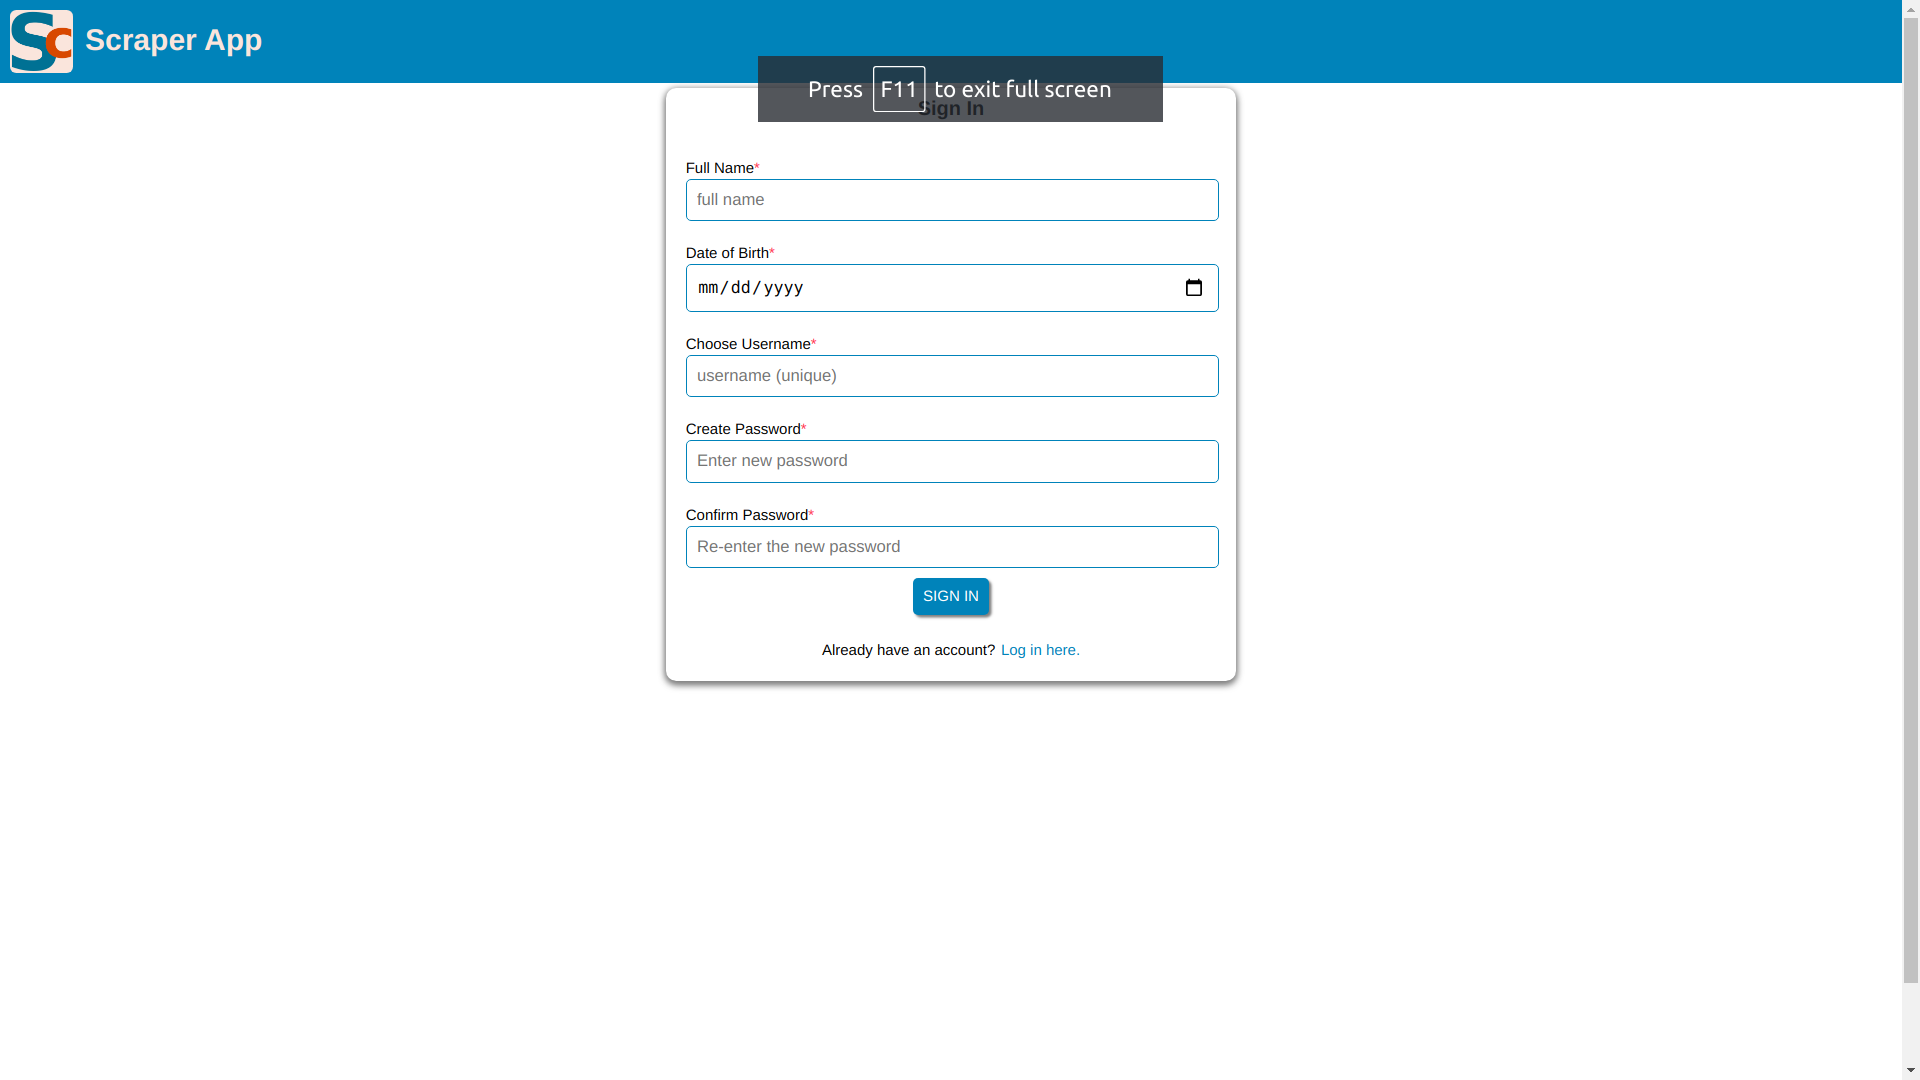 Sc Scraper App
Press F11 to exit full screen
Sign In
Full Name*
full name
Date of Birth*
mm/dd/yyyy
Choose Username*
username (unique)
Create Password*
Enter new password
Confirm Password*
Re-enter the new password
SIGN IN
Already have an account? Log in here.